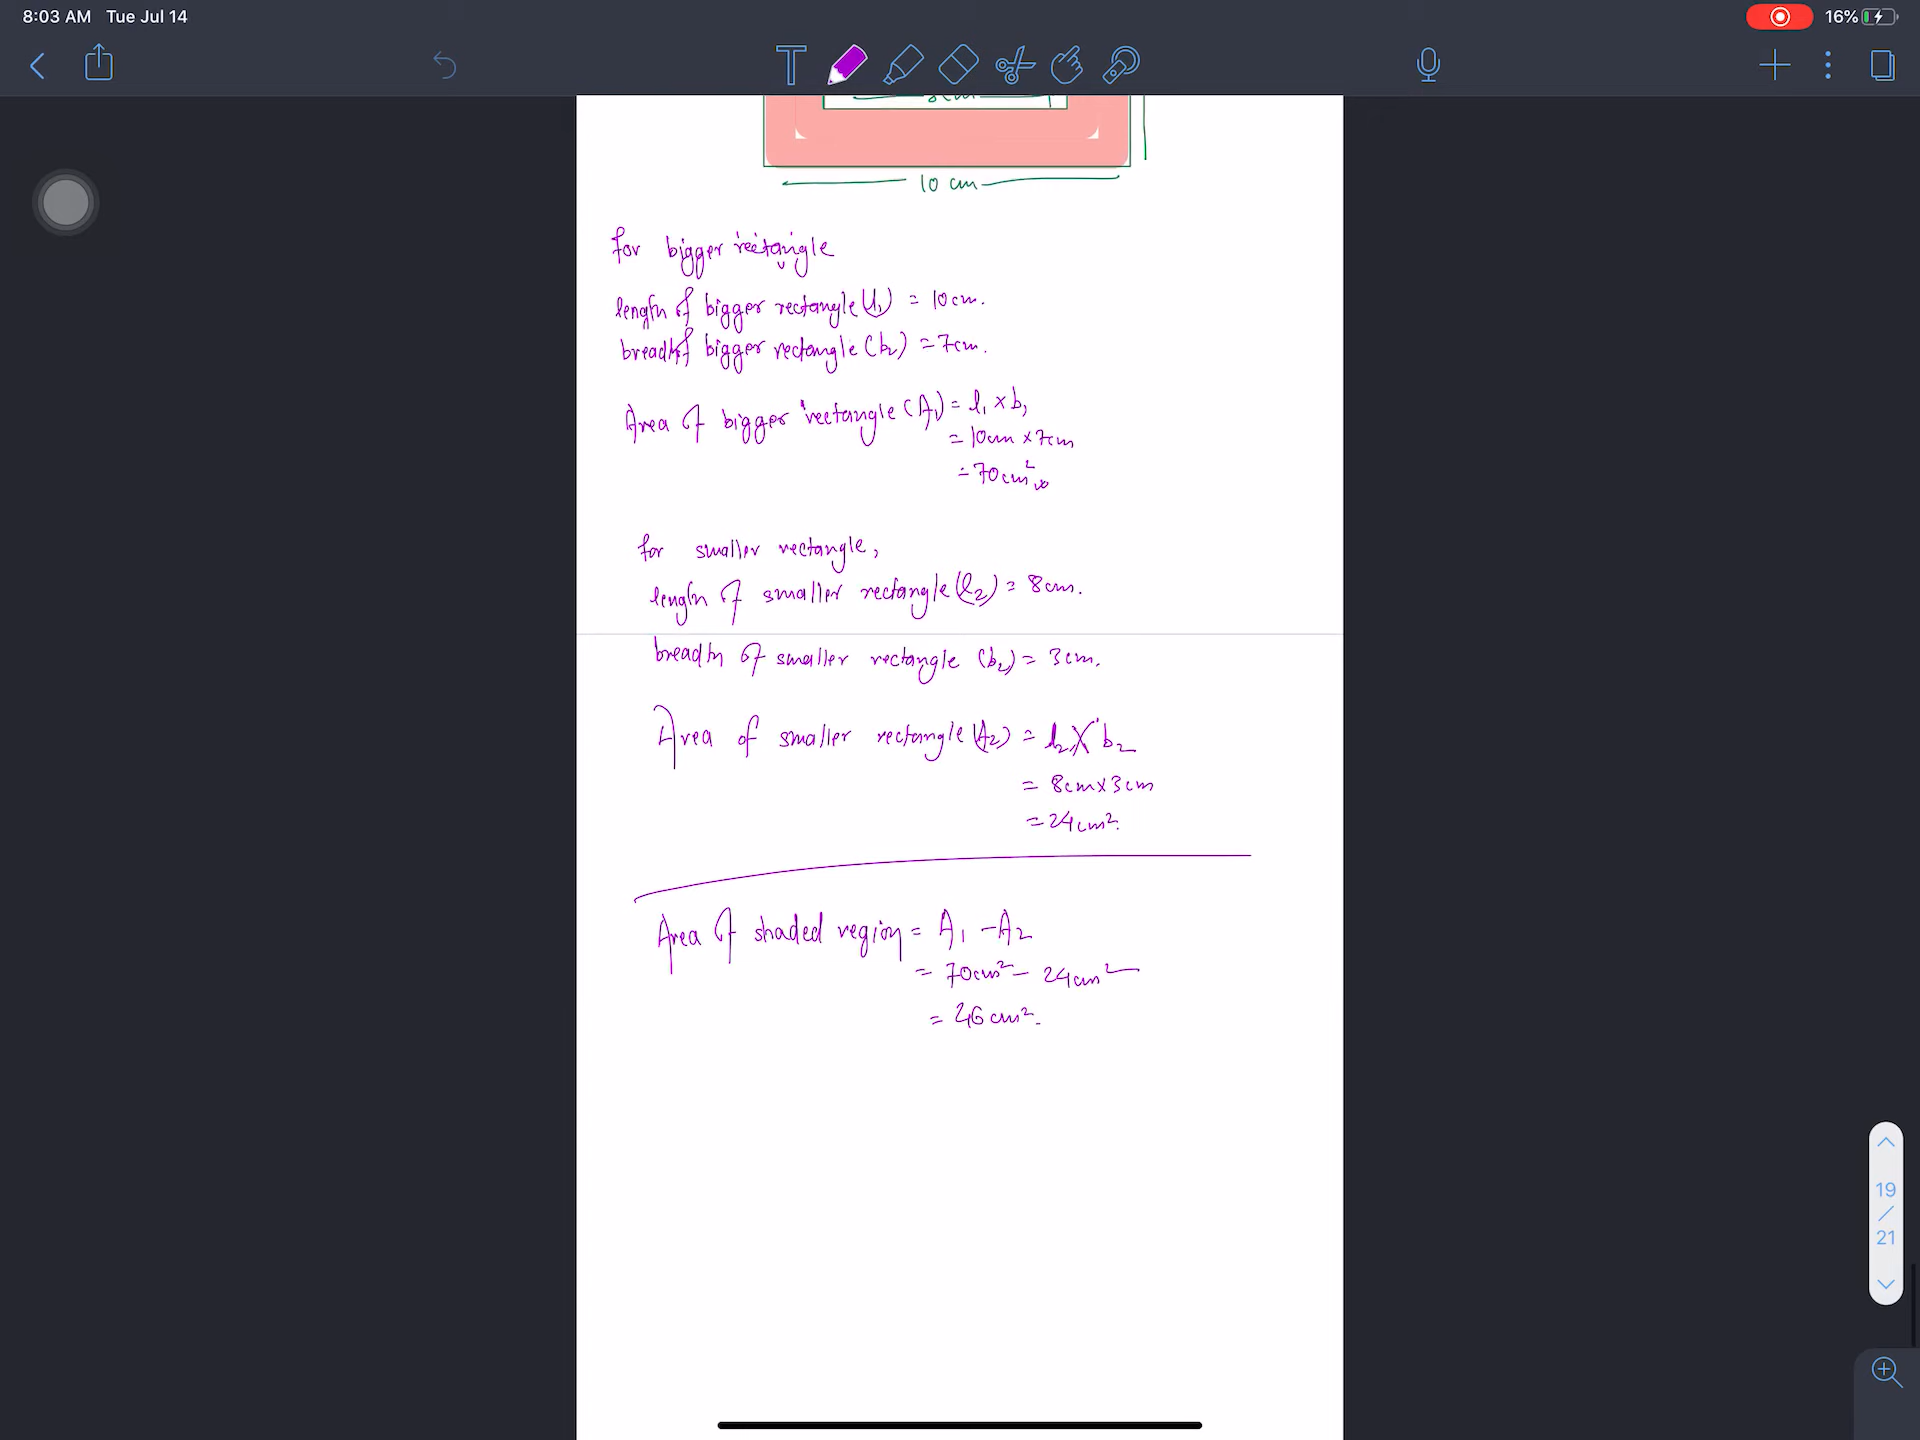 8:03 AM Tue Jul 14
16%
10 cm
for bigger rectangle
length of bigger rectangle (l₁) = 10cm.
breadth of bigger rectangle (b₂) = 7cm.
Area of bigger rectangle (A₁) = l₁ × b₁
= 10cm × 7cm
= 70cm²
for smaller rectangle,
length of smaller rectangle (l₂) = 8cm.
breadth of smaller rectangle (b₂) = 3cm.
Area of smaller rectangle (A₂) = l₂ × b₂
= 8cm × 3cm
= 24cm².
Area of shaded region = A₁ - A₂
= 70cm² - 24cm²
= 46cm².
19
/
21